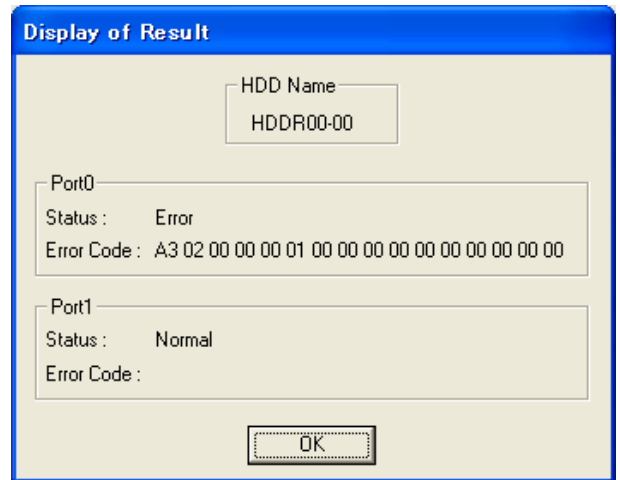 Display of Result
HDD Name
HDDR00-00
Port0
Status : Error
Error Code : A3 02 00 00 00 01 00 00 00 00 00 00 00 00 00 00
Port1
Status : Normal
Error Code :
OK